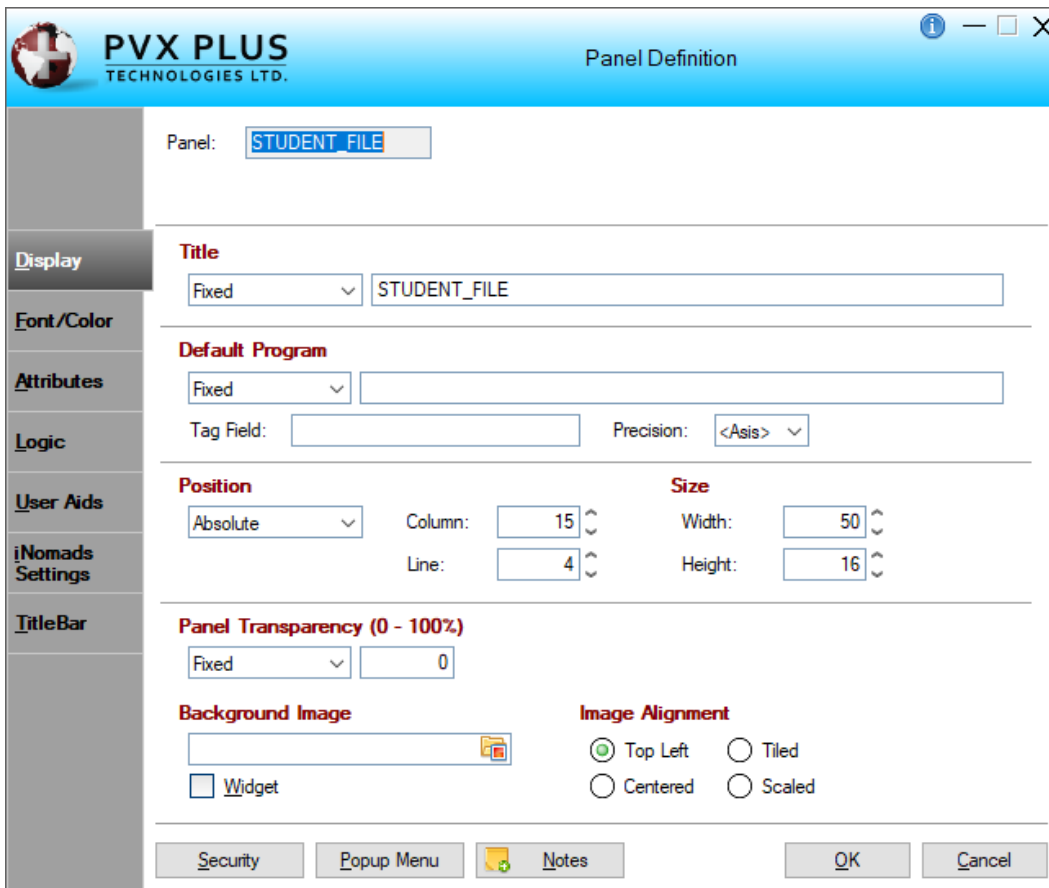 PVX PLUS
TECHNOLOGIES LTD.
Panel Definition
Panel: STUDENT_FILE
Display
Font/Color
Attributes
Logic
User Aids
iNomads
Settings
TitleBar
Title
Fixed STUDENT_FILE
Default Program
Fixed
Tag Field: Precision: <Asis>
Position Size
Absolute Column: 15 Width: 50
Line: 4 Height: 16
Panel Transparency (0 - 100%)
Fixed 0
Background Image Image Alignment
Top Left Tiled
Widget Centered Scaled
Security Popup Menu Notes OK Cancel